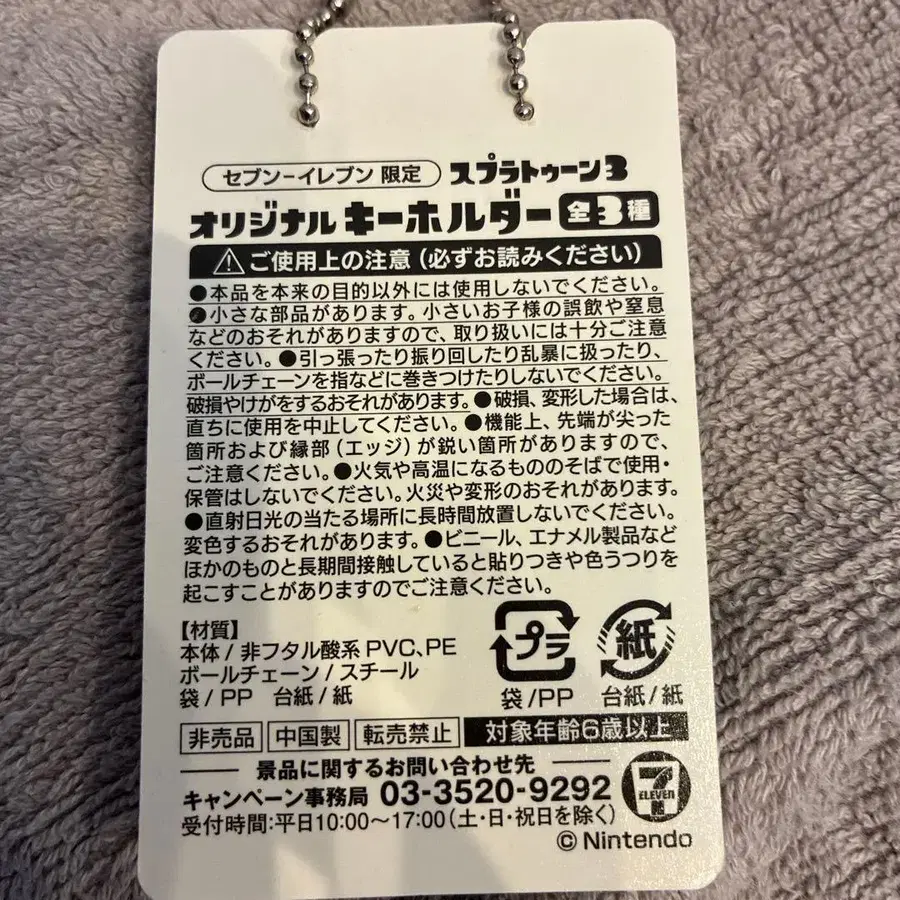 セブン-イレブン 限定 スプラトゥーン3
オリジナル キーホルダー 全3種
ご使用上の注意(必ずお読みください)
●本品を本来の目的以外には使用しないでください。
●小さな部品があります。小さいお子様の誤飲や窒息
などのおそれがありますので、取り扱いには十分ご注意
ください。●引っ張ったり振り回したり乱暴に扱ったり、
ボールチェーンを指などに巻きつけたりしないでください。
破損やけがをするおそれがあります。●破損、変形した場合は、
直ちに使用を中止してください。●機能上、先端が尖った
箇所および縁部(エッジ)が鋭い箇所がありますので、
ご注意ください。●火気や高温になるもののそばで使用・
保管はしないでください。火災や変形のおそれがあります。
●直射日光の当たる場所に長時間放置しないでください。
変色するおそれがあります。●ビニール、エナメル製品など
ほかのものと長期間接触していると貼りつきや色うつりを
起こすことがありますのでご注意ください。
【材質】
本体/非フタル酸系PVC、PE
ボールチェーン/スチール
袋/PP 台紙/紙
プラ
袋/PP
紙
台紙/紙
非売品 中国製 転売禁止 対象年齢6歳以上
景品に関するお問い合わせ先
キャンペーン事務局 03-3520-9292
受付時間:平日10:00〜17:00(土・日・祝日を除く)
7 ELEVEN
©Nintendo